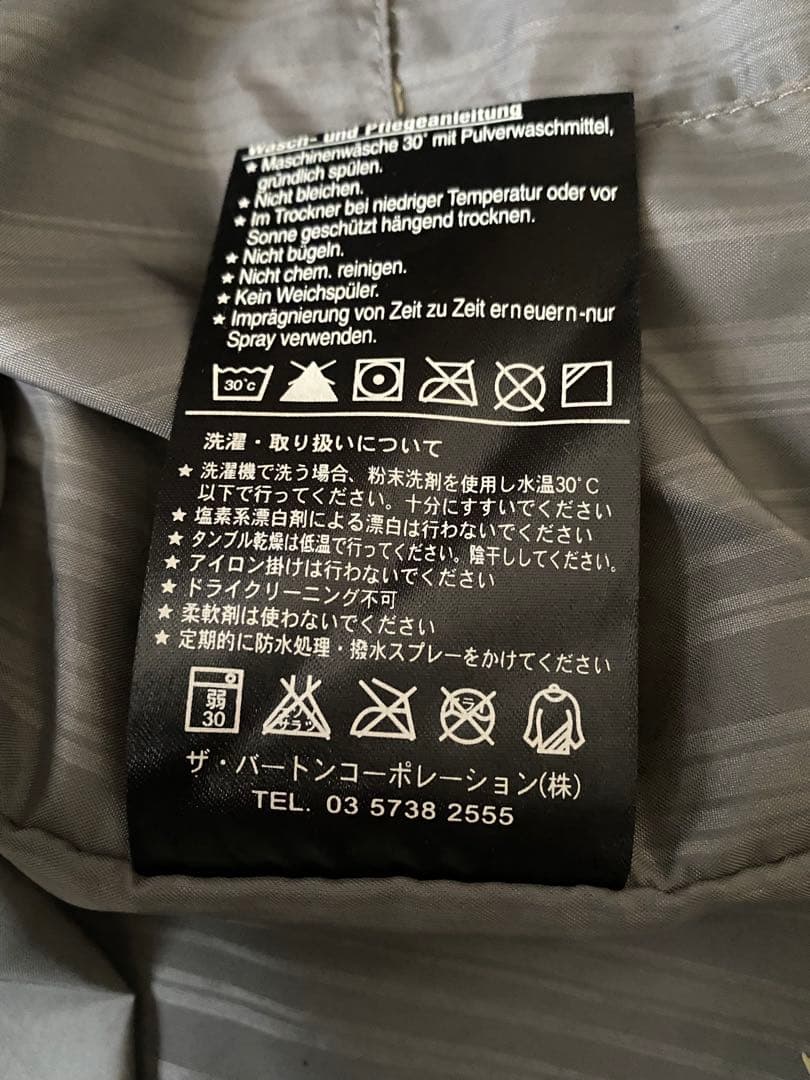 Wasch- und Pflegeanleitung
★ Maschinenwäsche 30° mit Pulverwaschmittel,
gründlich spülen.
★ Nicht bleichen.
★ Im Trockner bei niedriger Temperatur oder vor
Sonne geschützt hängend trocknen.
★ Nicht bügeln.
★ Nicht chem. reinigen.
★ Kein Weichspüler.
★ Imprägnierung von Zeit zu Zeit erneuern-nur
Spray verwenden.
30°c
洗濯・取り扱いについて
★ 洗濯機で洗う場合、粉末洗剤を使用し水温30°C
以下で行ってください。十分にすすいでください
★ 塩素系漂白剤による漂白は行わないでください
★ タンブル乾燥は低温で行ってください。陰干ししてください。
★ アイロン掛けは行わないでください
★ ドライクリーニング不可
★ 柔軟剤は使わないでください
★ 定期的に防水処理・撥水スプレーをかけてください
弱
30
エンソ
サラシ
ドライ
ザ・バートンコーポレーション(株)
TEL. 03 5738 2555